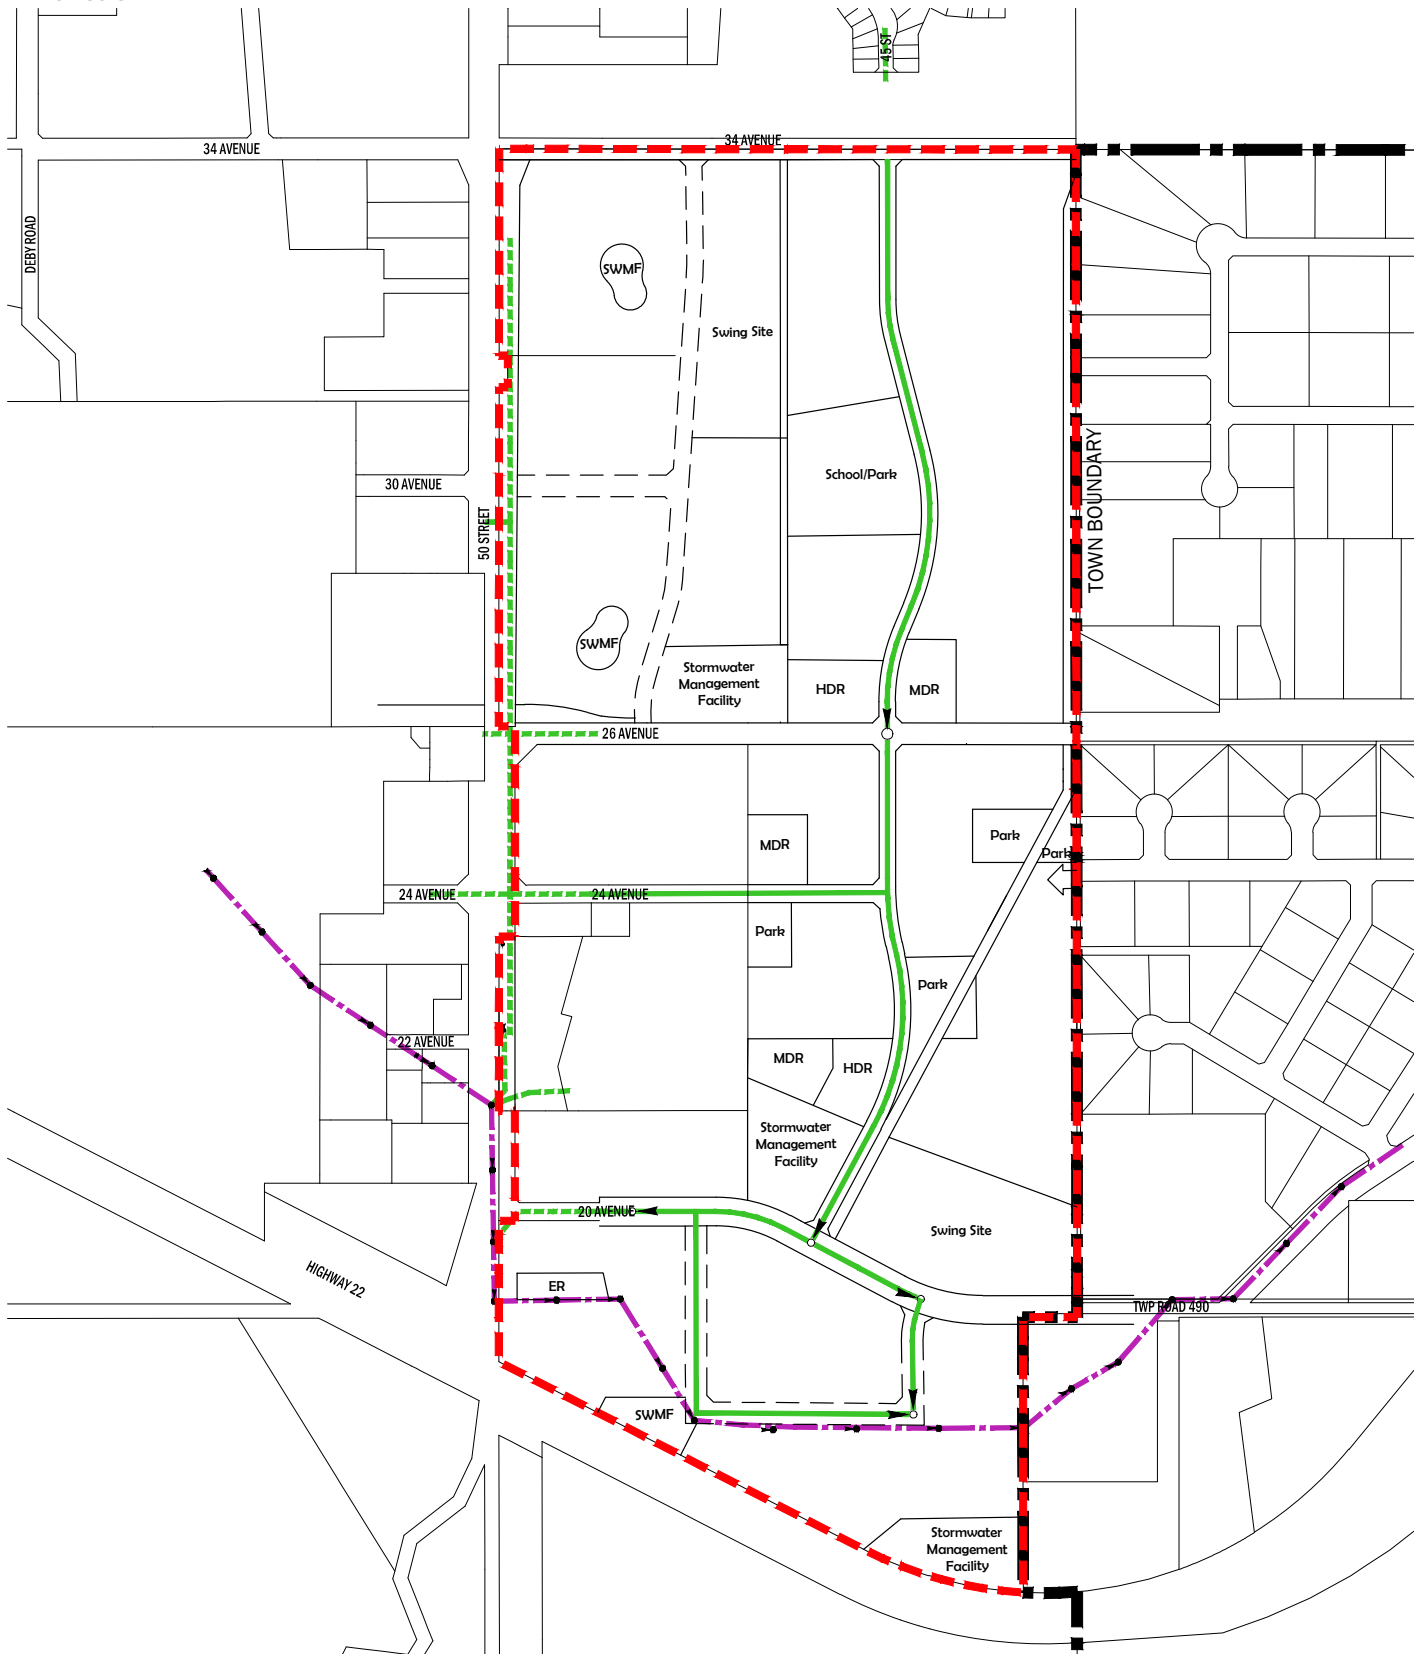 45 ST
34 AVENUE
34 AVENUE
DEBY ROAD
SWMF
Swing Site
TOWN BOUNDARY
School/Park
30 AVENUE
50 STREET
SWMF
Stormwater
Management
Facility
HDR
MDR
26 AVENUE
MDR
Park
Park
24 AVENUE
24 AVENUE
Park
Park
22 AVENUE
MDR
HDR
Stormwater
Management
Facility
20 AVENUE
Swing Site
HIGHWAY 22
ER
TWP ROAD 490
SWMF
Stormwater
Management
Facility